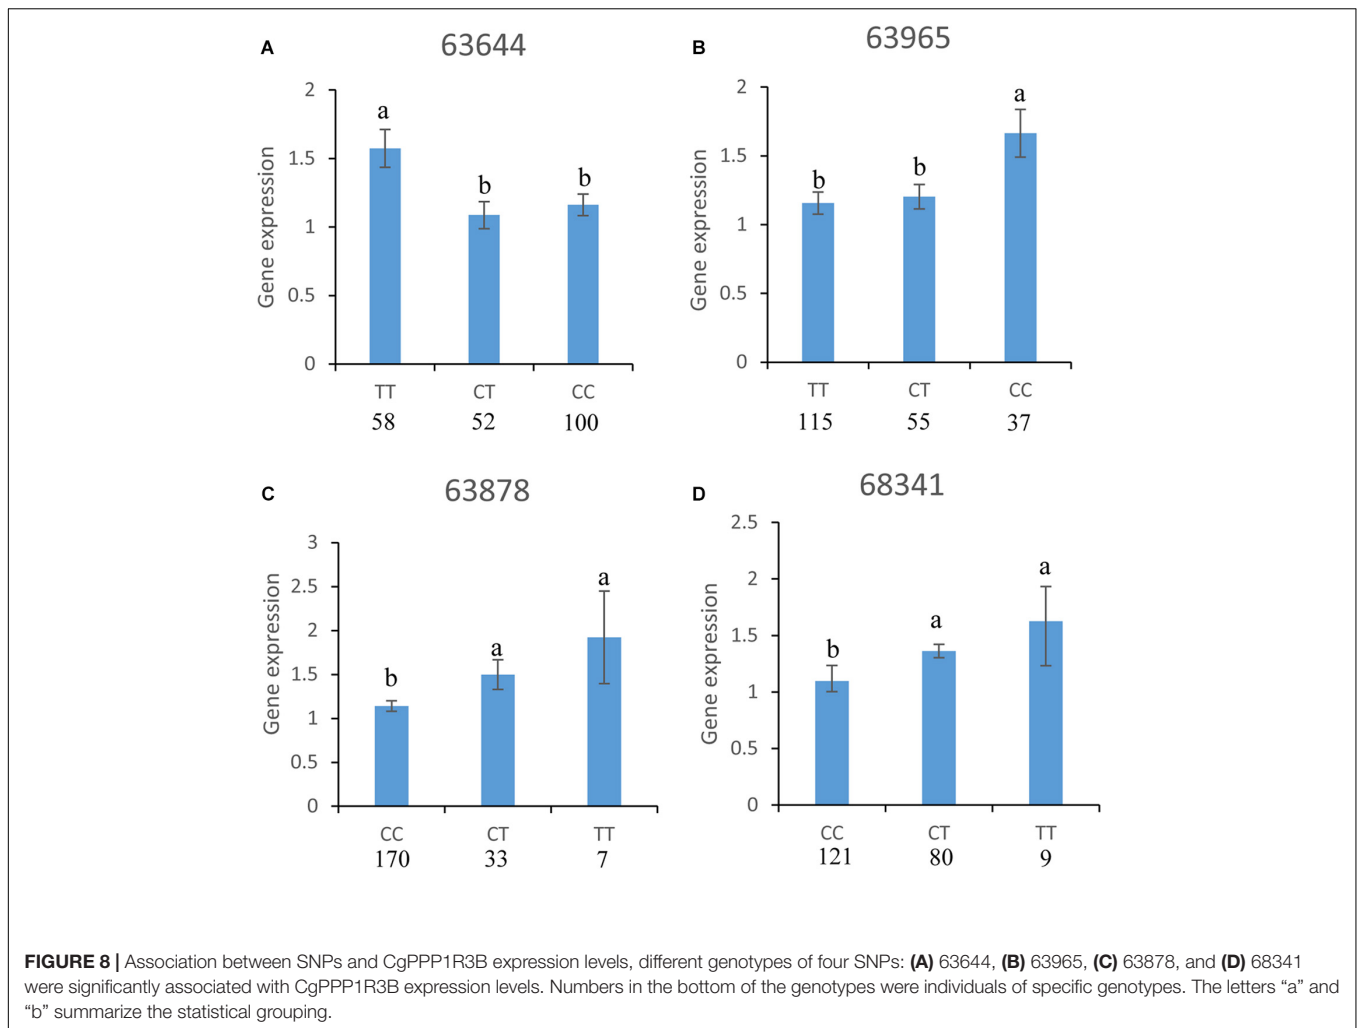 A
63644
Gene expression
2
1.5
1
0.5
0
a
b
b
TT CT CC
58 52 100
B
63965
Gene expression
2
1.5
1
0.5
0
b
b
a
TT CT CC
115 55 37
C
63878
Gene expression
3
2.5
2
1.5
1
0.5
0
b
a
a
CC CT TT
170 33 7
D
68341
Gene expression
2.5
2
1.5
1
0.5
0
b
a
a
CC CT TT
121 80 9
FIGURE 8 | Association between SNPs and CgPPP1R3B expression levels, different genotypes of four SNPs: (A) 63644, (B) 63965, (C) 63878, and (D) 68341
were significantly associated with CgPPP1R3B expression levels. Numbers in the bottom of the genotypes were individuals of specific genotypes. The letters “a” and
“b” summarize the statistical grouping.